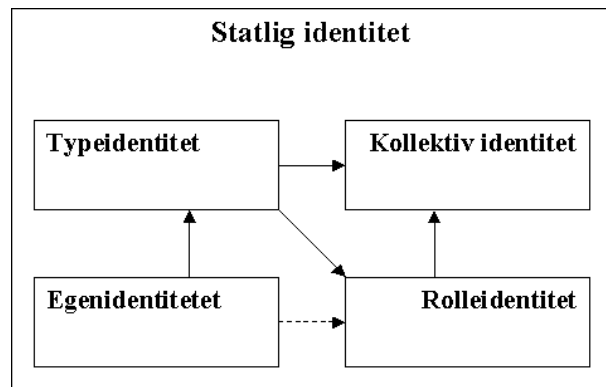 Statlig identitet
Typeidentitet
Kollektiv identitet
Egenidentitetet
Rolleidentitet